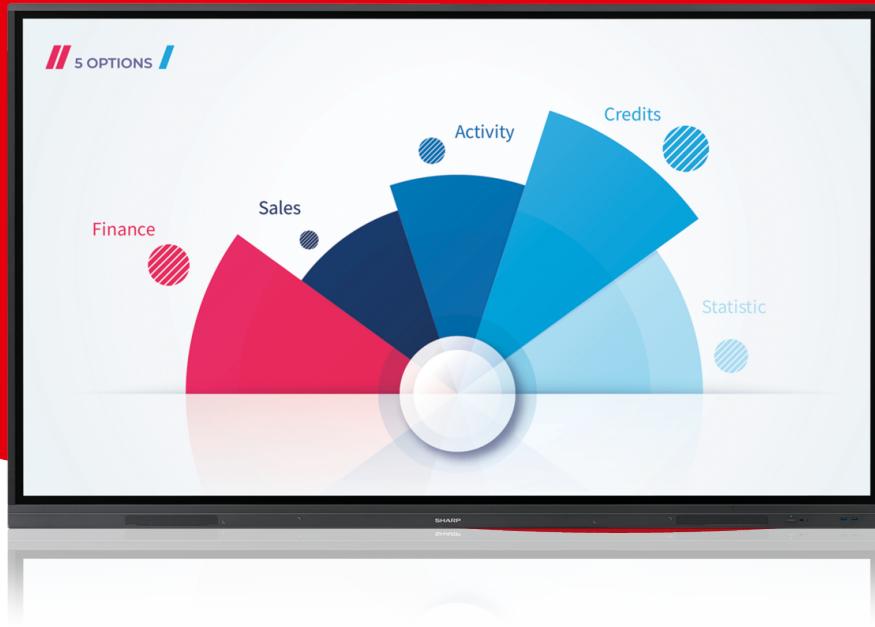 5 OPTIONS
Credits
Activity
Sales
Finance
Statistic
SHARP